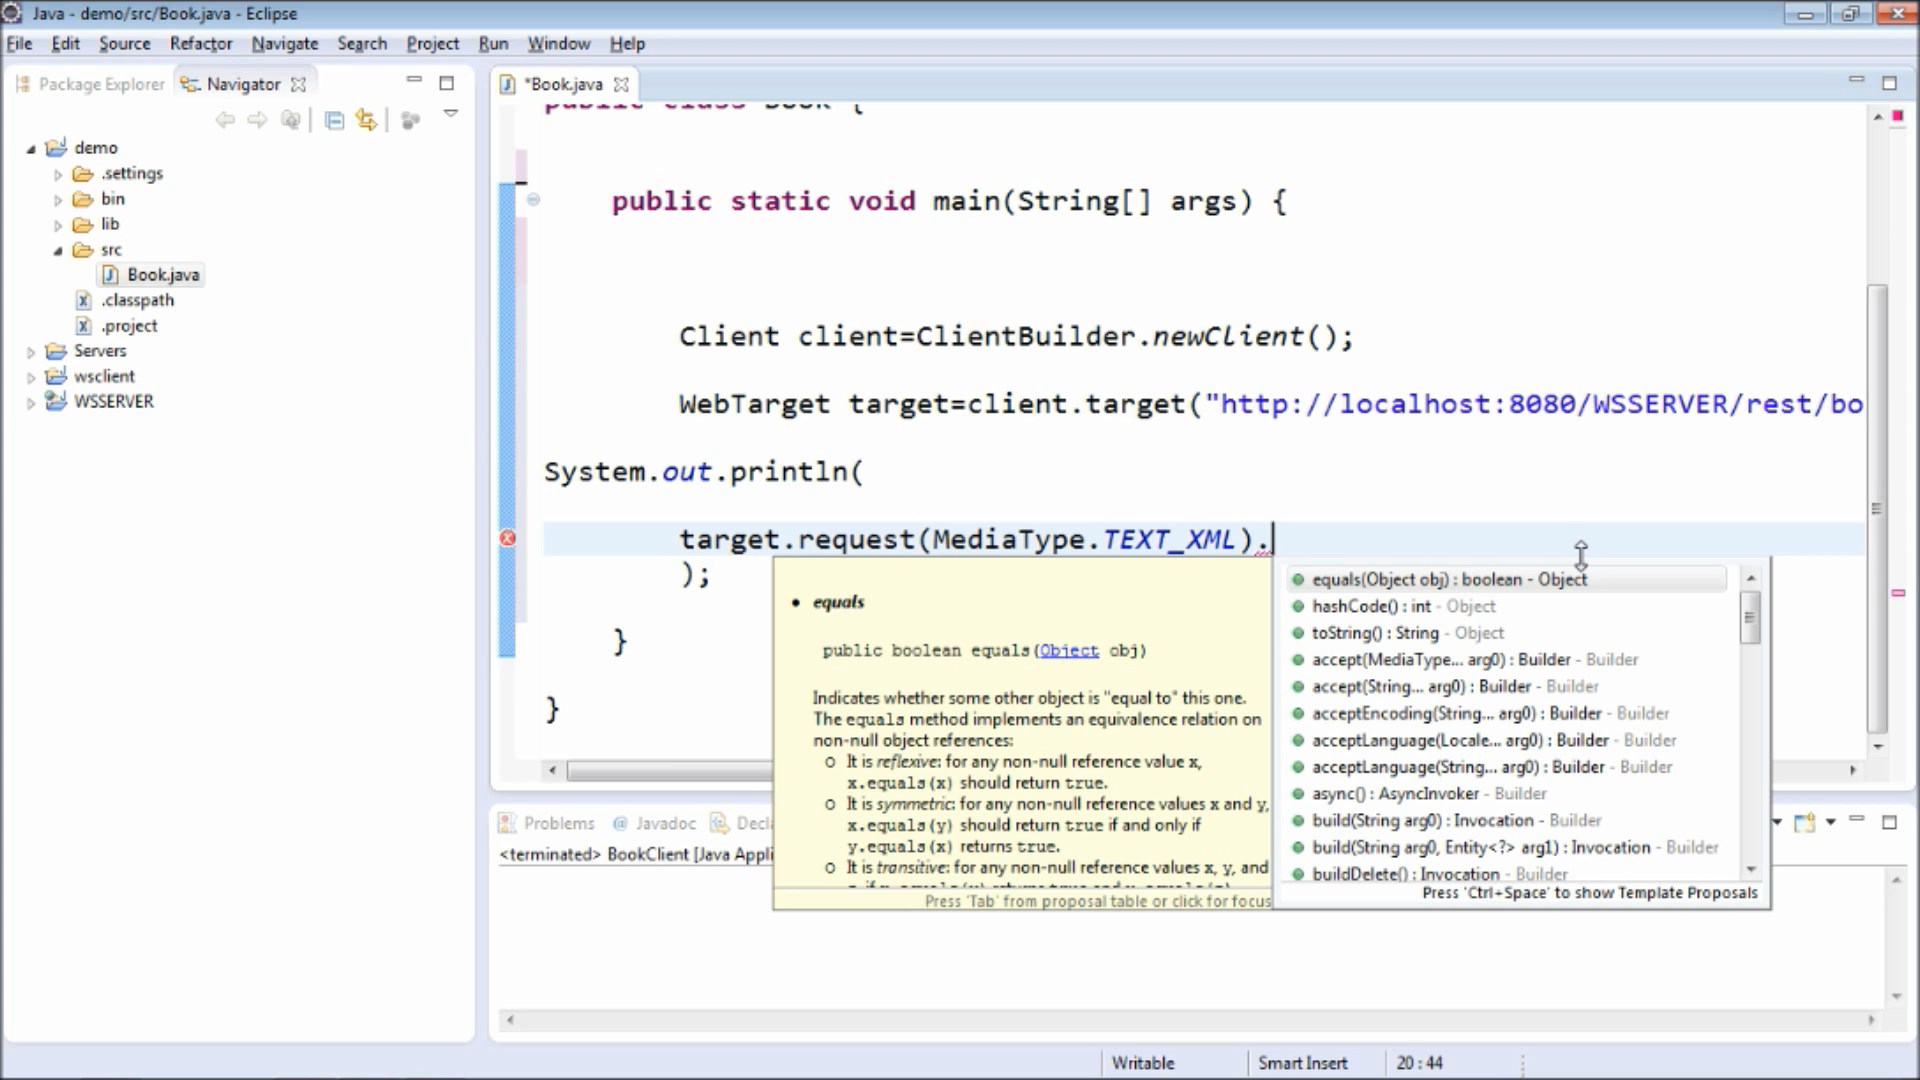 Java - demo/src/Book.java - Eclipse
File Edit Source Refactor Navigate Search Project Run Window Help
Package Explorer Navigator
demo
.settings
bin
lib
src
Book.java
.classpath
.project
Servers
wsclient
WSSERVER
*Book.java
public class Book {
public static void main(String[] args) {
Client client=ClientBuilder.newClient();
WebTarget target=client.target("http://localhost:8080/WSSERVER/rest/bo
System.out.println(
target.request(MediaType.TEXT_XML).
);
}
}
equals
public boolean equals(Object obj)
Indicates whether some other object is "equal to" this one.
The equals method implements an equivalence relation on
non-null object references:
It is reflexive: for any non-null reference value x,
x.equals(x) should return true.
It is symmetric: for any non-null reference values x and y,
x.equals(y) should return true if and only if
y.equals(x) returns true.
It is transitive: for any non-null reference values x, y, and
Press 'Tab' from proposal table or click for focus
equals(Object obj) : boolean - Object
hashCode() : int - Object
toString() : String - Object
accept(MediaType... arg0) : Builder - Builder
accept(String... arg0) : Builder - Builder
acceptEncoding(String... arg0) : Builder - Builder
acceptLanguage(Locale... arg0) : Builder - Builder
acceptLanguage(String... arg0) : Builder - Builder
async() : AsyncInvoker - Builder
build(String arg0) : Invocation - Builder
build(String arg0, Entity<?> arg1) : Invocation - Builder
buildDelete() : Invocation - Builder
Press 'Ctrl+Space' to show Template Proposals
Problems @ Javadoc Decla
<terminated> BookClient [Java Appli
Writable Smart Insert 20 : 44